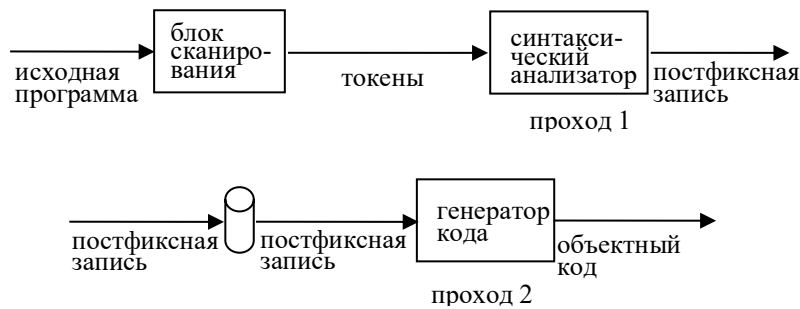 блок
сканиро-
вания
синтакси-
ческий
анализатор
исходная
программа
токены
постфиксная
запись
проход 1
постфиксная
запись
постфиксная
запись
генератор
кода
объектный
код
проход 2